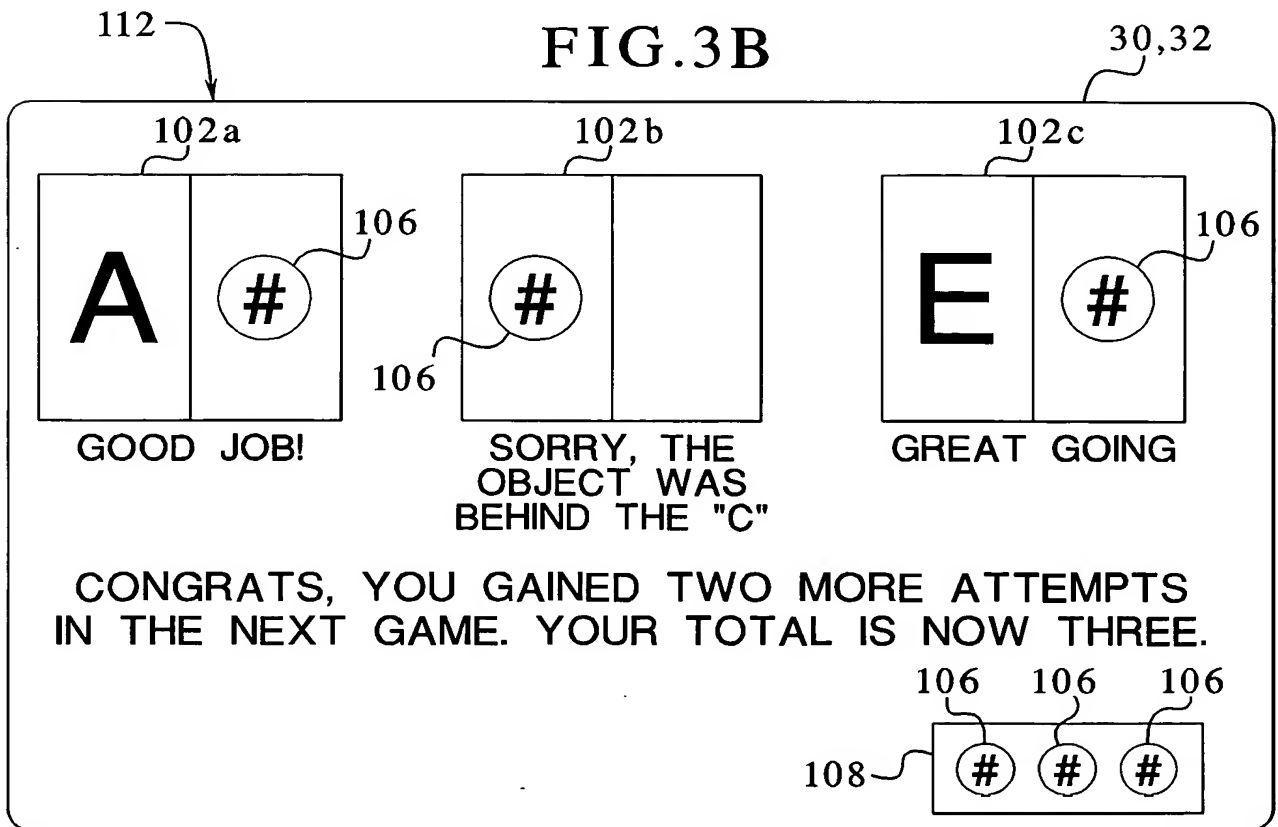 FIG.3B
112
30,32
102a
102b
102c
A
#
106
#
106
E
#
106
GOOD JOB!
SORRY, THE
OBJECT WAS
BEHIND THE "C"
GREAT GOING
CONGRATS, YOU GAINED TWO MORE ATTEMPTS
IN THE NEXT GAME. YOUR TOTAL IS NOW THREE.
106 106 106
108
# # #